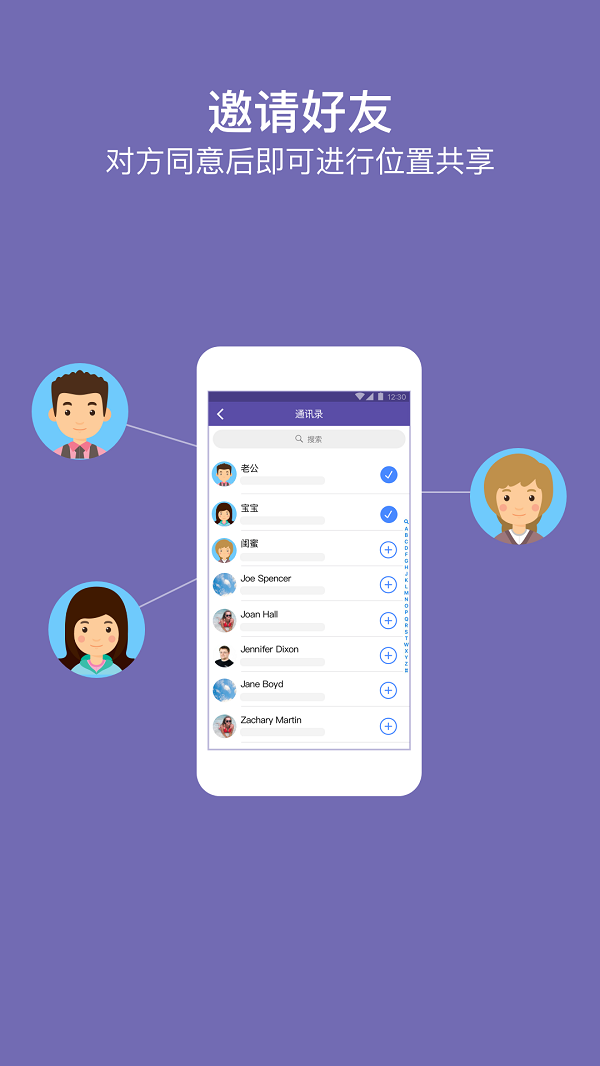 邀请好友
对方同意后即可进行位置共享
12:30
通讯录
搜索
老公
宝宝
闺蜜
Joe Spencer
Joan Hall
Jennifer Dixon
Jane Boyd
Zachary Martin
A
B
C
D
F
G
H
J
K
L
M
N
O
P
Q
R
S
T
W
X
Y
Z
#